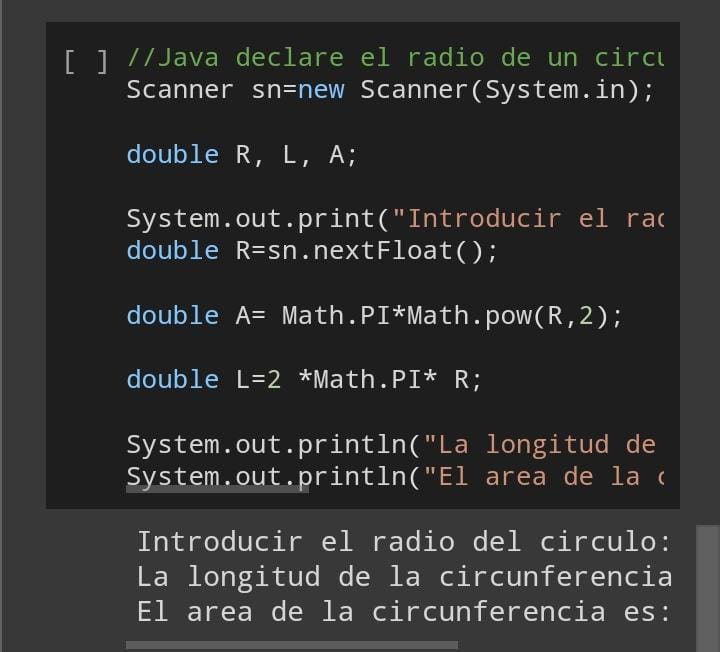 [ ] //Java declare el radio de un circu
Scanner sn=new Scanner(System.in);
double R, L, A;
System.out.print("Introducir el rad
double R=sn.nextFloat();
double A= Math.PI*Math.pow(R,2);
double L=2 *Math.PI* R;
System.out.println("La longitud de
System.out.println("El area de la c
Introducir el radio del circulo:
La longitud de la circunferencia
El area de la circunferencia es: